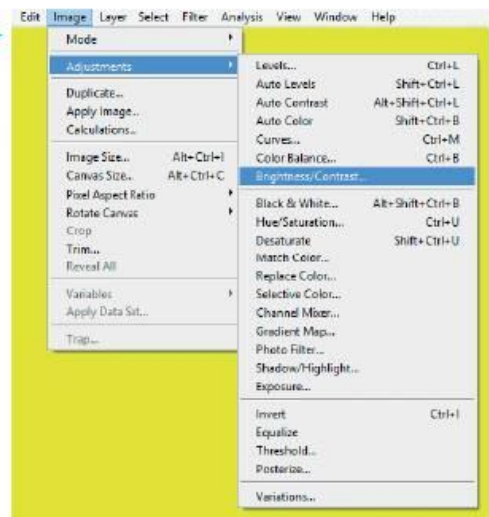 Edit Image Layer Select Filter Analysis View Window Help
Mode
Adjustments
Duplicate...
Apply Image...
Calculations...
Image Size... Alt+Ctrl+I
Canvas Size... Alt+Ctrl+C
Pixel Aspect Ratio
Rotate Canvas
Crop
Trim...
Reveal All
Variables
Apply Data Set...
Trap...
Levels... Ctrl+L
Auto Levels Shift+Ctrl+L
Auto Contrast Alt+Shift+Ctrl+L
Auto Color Shift+Ctrl+B
Curves... Ctrl+M
Color Balance... Ctrl+B
Brightness/Contrast...
Black & White... Alt+Shift+Ctrl+B
Hue/Saturation... Ctrl+U
Desaturate Shift+Ctrl+U
Match Color...
Replace Color...
Selective Color...
Channel Mixer...
Gradient Map...
Photo Filter...
Shadow/Highlight...
Exposure...
Invert Ctrl+I
Equalize
Threshold...
Posterize...
Variations...